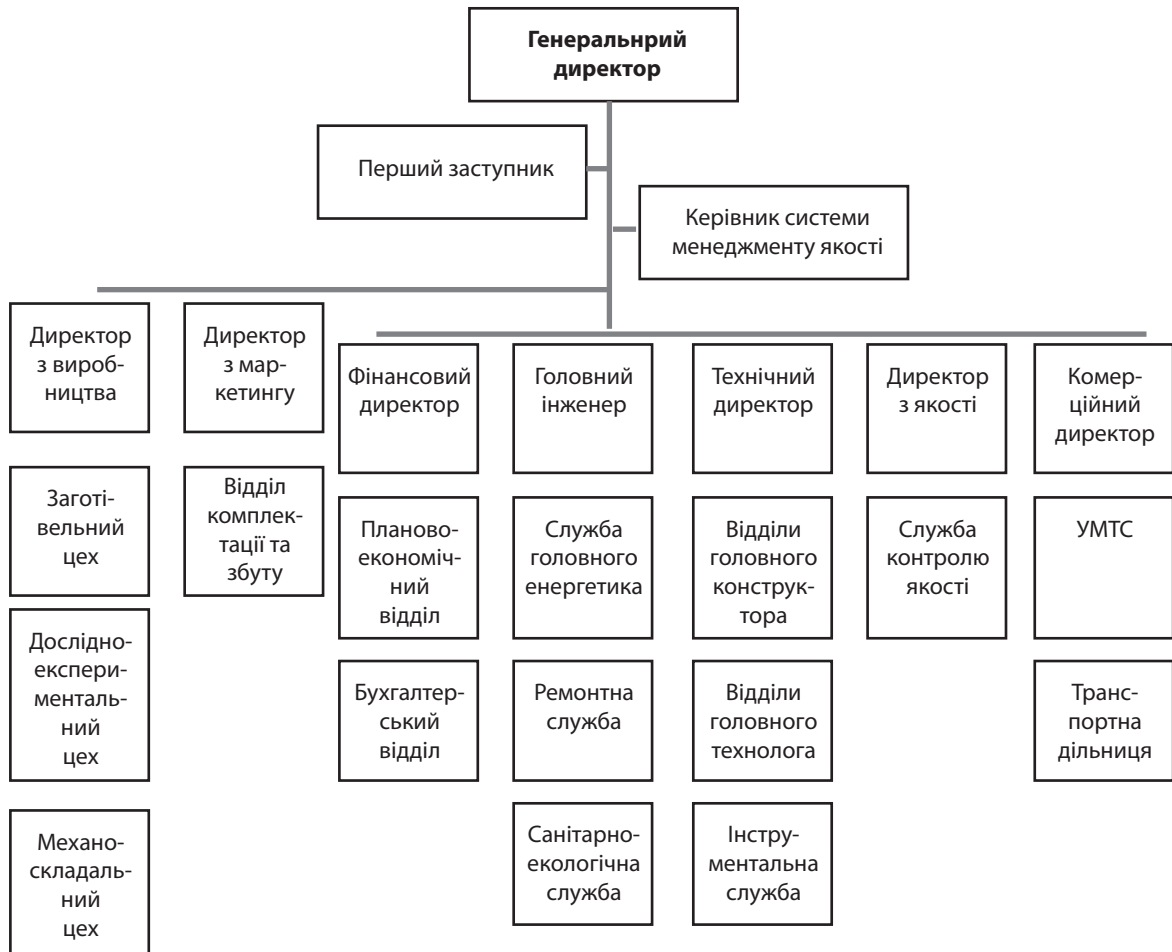 Генеральнрий
директор
Перший заступник
Керівник системи
менеджменту якості
Директор
з вироб-
ництва
Директор
з мар-
кетингу
Фінансовий
директор
Головний
інженер
Технічний
директор
Директор
з якості
Комер-
ційний
директор
Заготі-
вельний
цех
Відділ
комплек-
тації та
збуту
Планово-
економіч-
ний
відділ
Служба
головного
енергетика
Відділи
головного
конструк-
тора
Служба
контролю
якості
УМТС
Дослідно-
експери-
менталь-
ний
цех
Бухгалтер-
ський
відділ
Ремонтна
служба
Відділи
головного
технолога
Транс-
портна
дільниця
Механо-
складаль-
ний
цех
Санітарно-
екологічна
служба
Інстру-
ментальна
служба